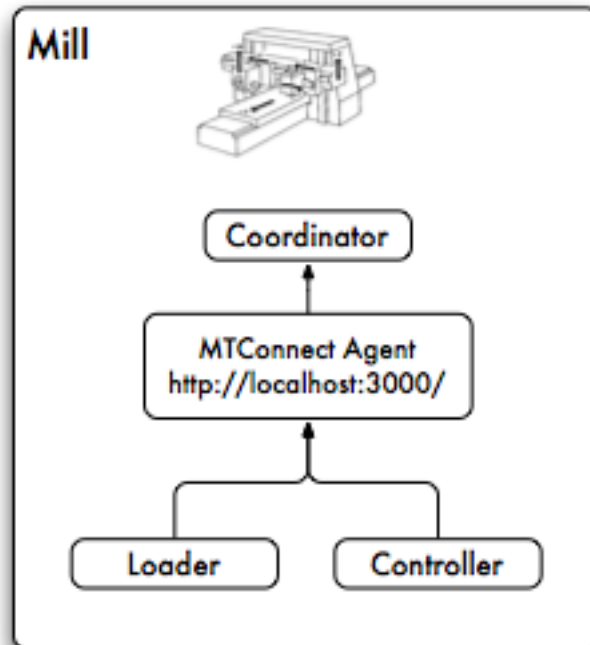 Mill
Coordinator
MTConnect Agent
http://localhost:3000/
Loader
Controller